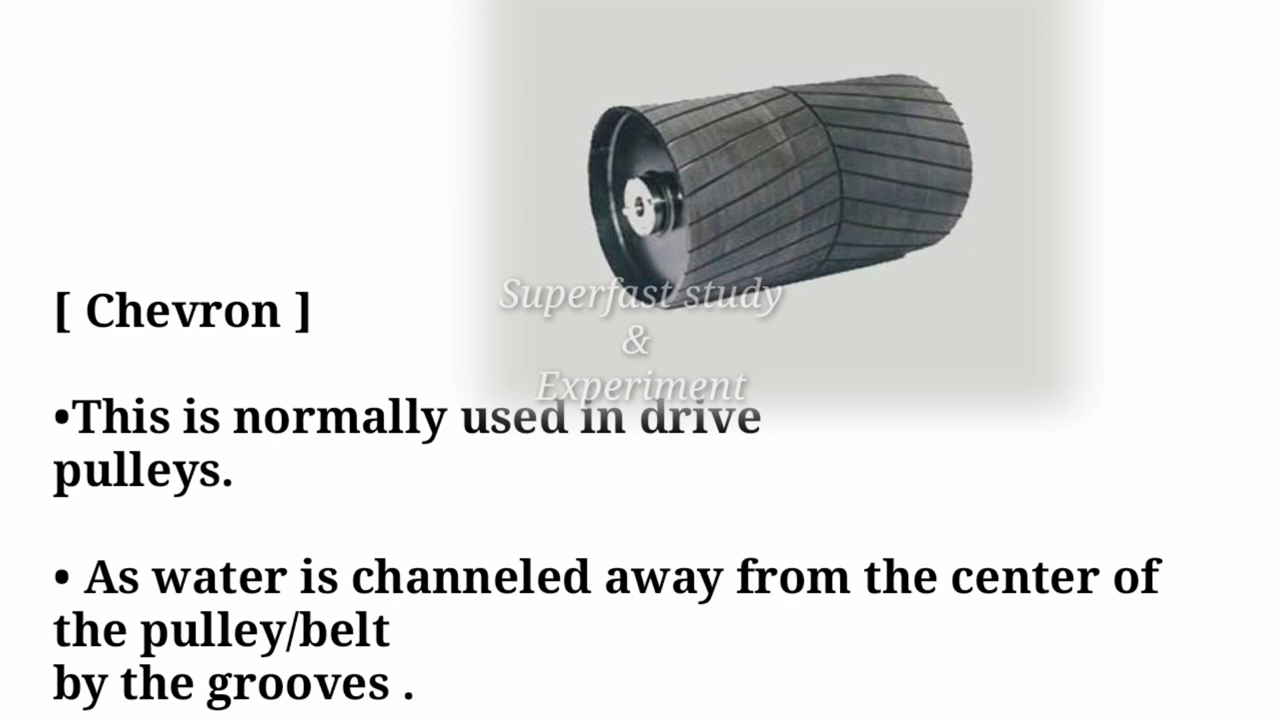 Superfast study
&
Experiment
[ Chevron ]
•This is normally used in drive
pulleys.
• As water is channeled away from the center of
the pulley/belt
by the grooves .